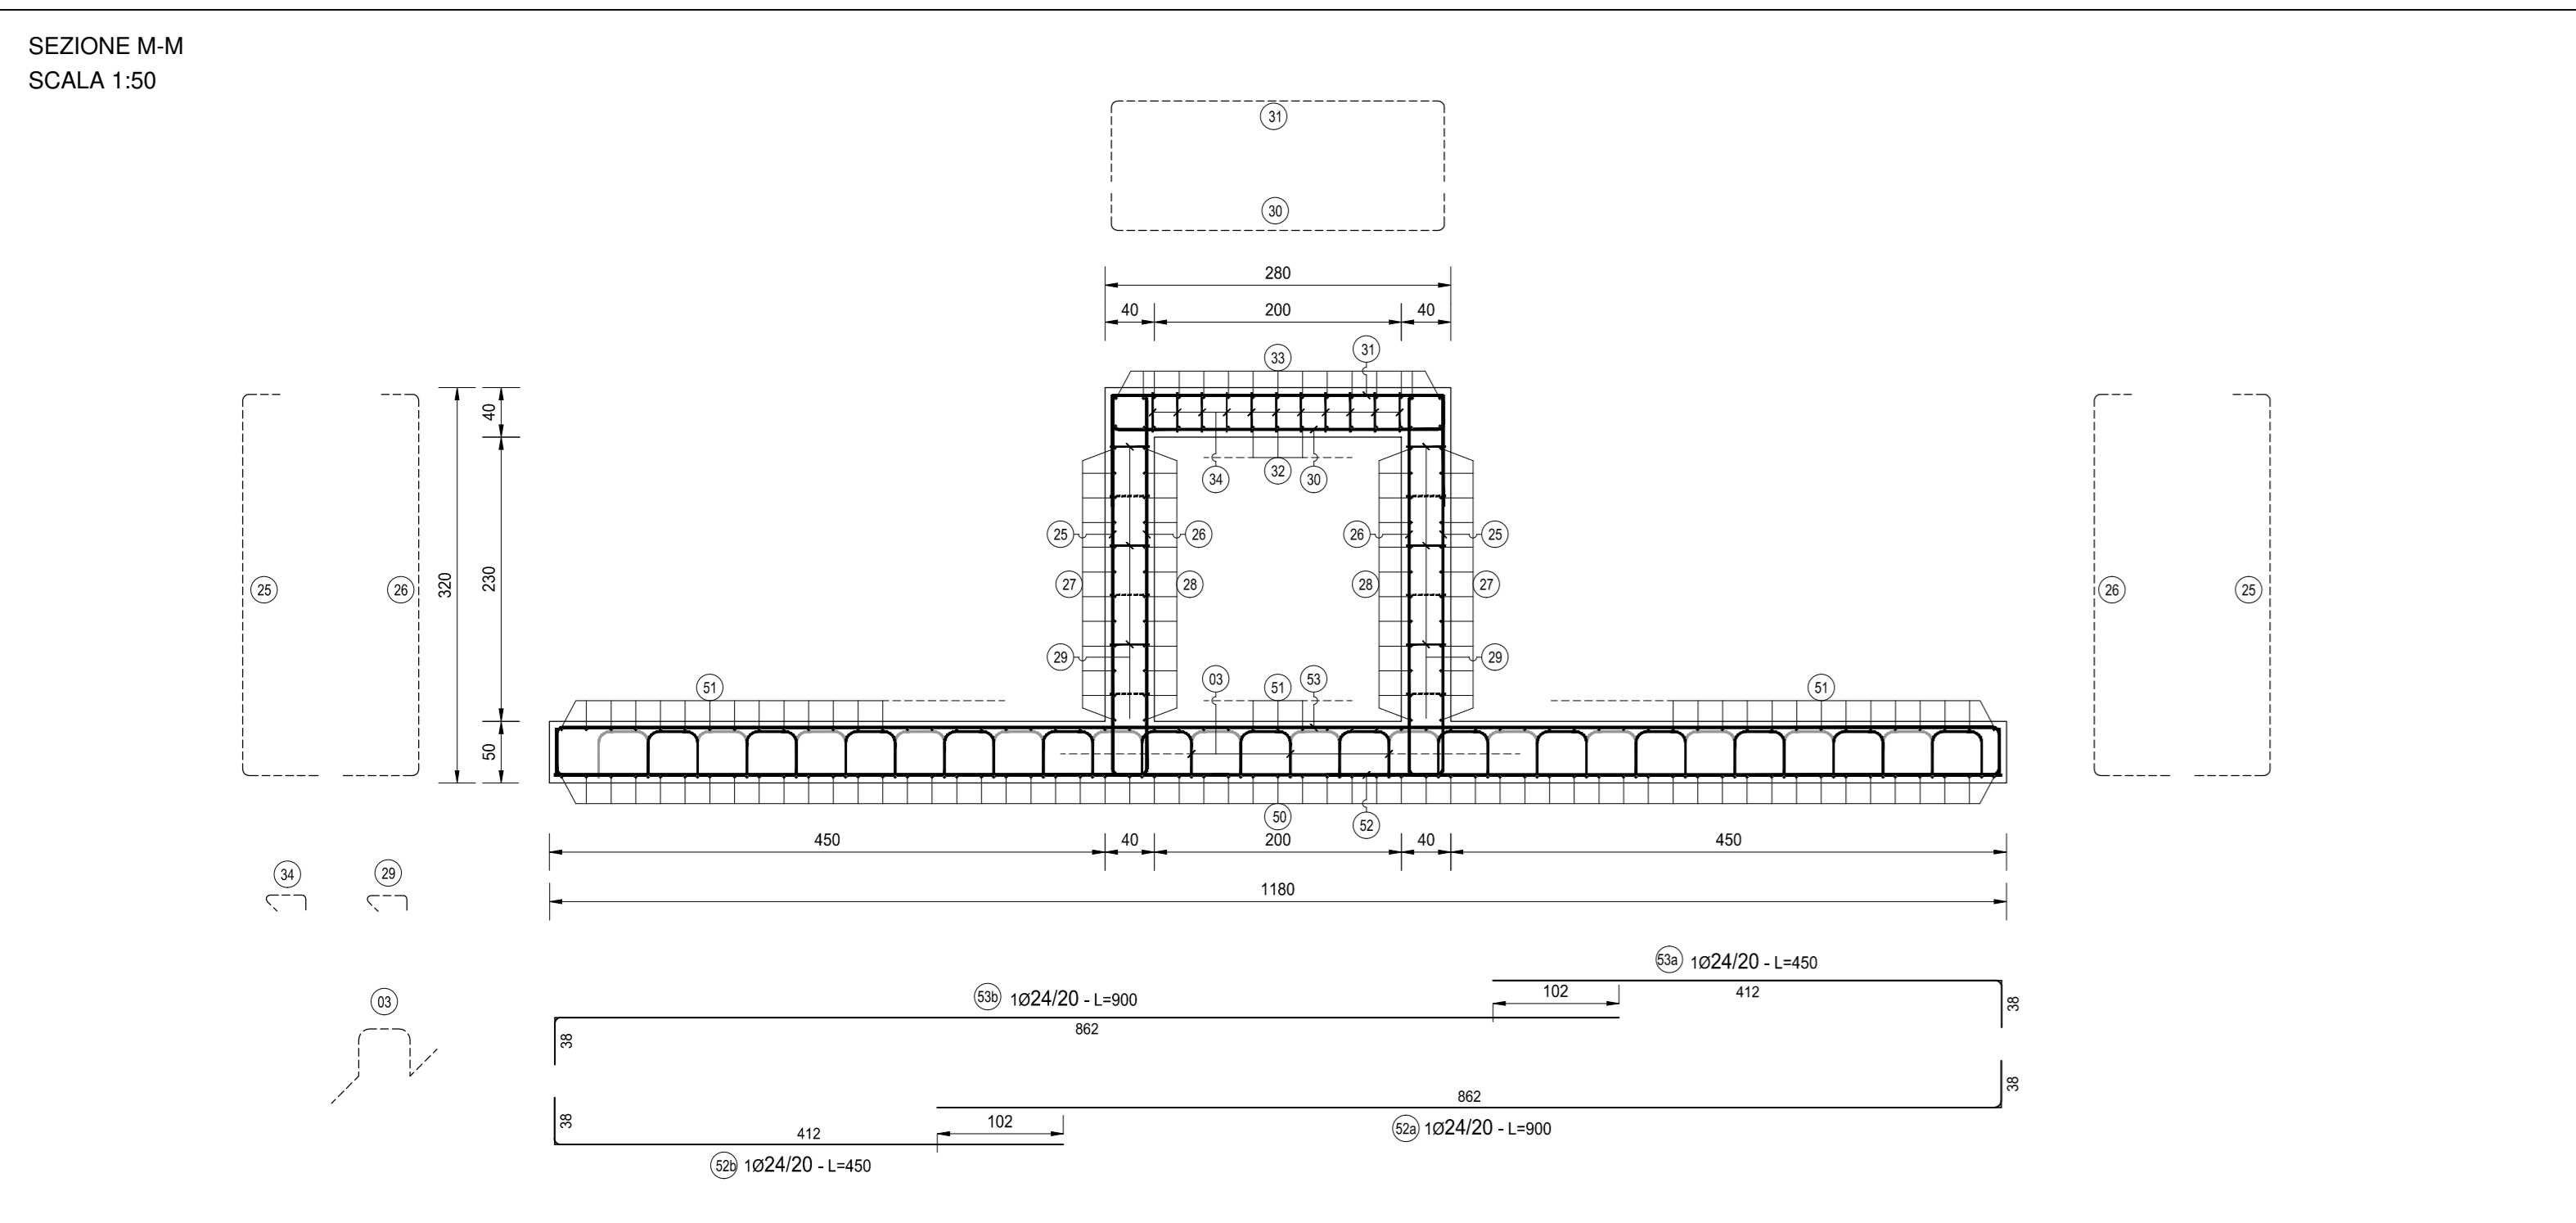 SEZIONE M-M
SCALA 1:50
31
30
280
40 200 40
33 31
40
34 32 30
25 26 26 25
230
320
27 28 28 27
25 26
26 25
29 29
03 53
51 51 51
50
50 52
450 40 200 40 450
1180
34 29
53a 1Ø24/20 - L=450
102 412
38
53b 1Ø24/20 - L=900
862
38
03
38
862
52a 1Ø24/20 - L=900
38
412 102
52b 1Ø24/20 - L=450